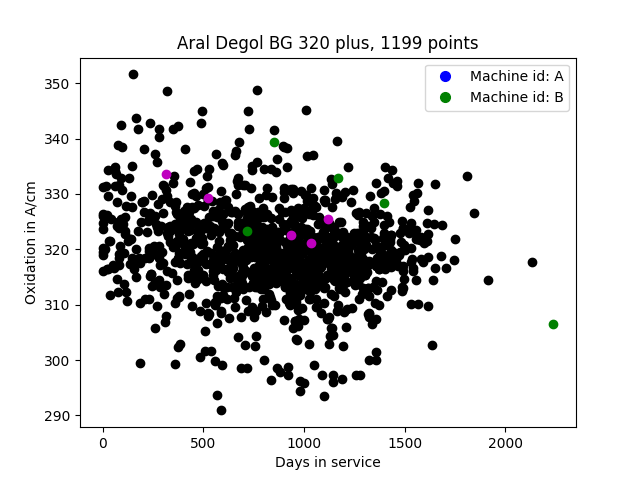 Aral Degol BG 320 plus, 1199 points
Machine id: A
Machine id: B
350
340
330
320
310
300
290
Oxidation in A/cm
0 500 1000 1500 2000
Days in service